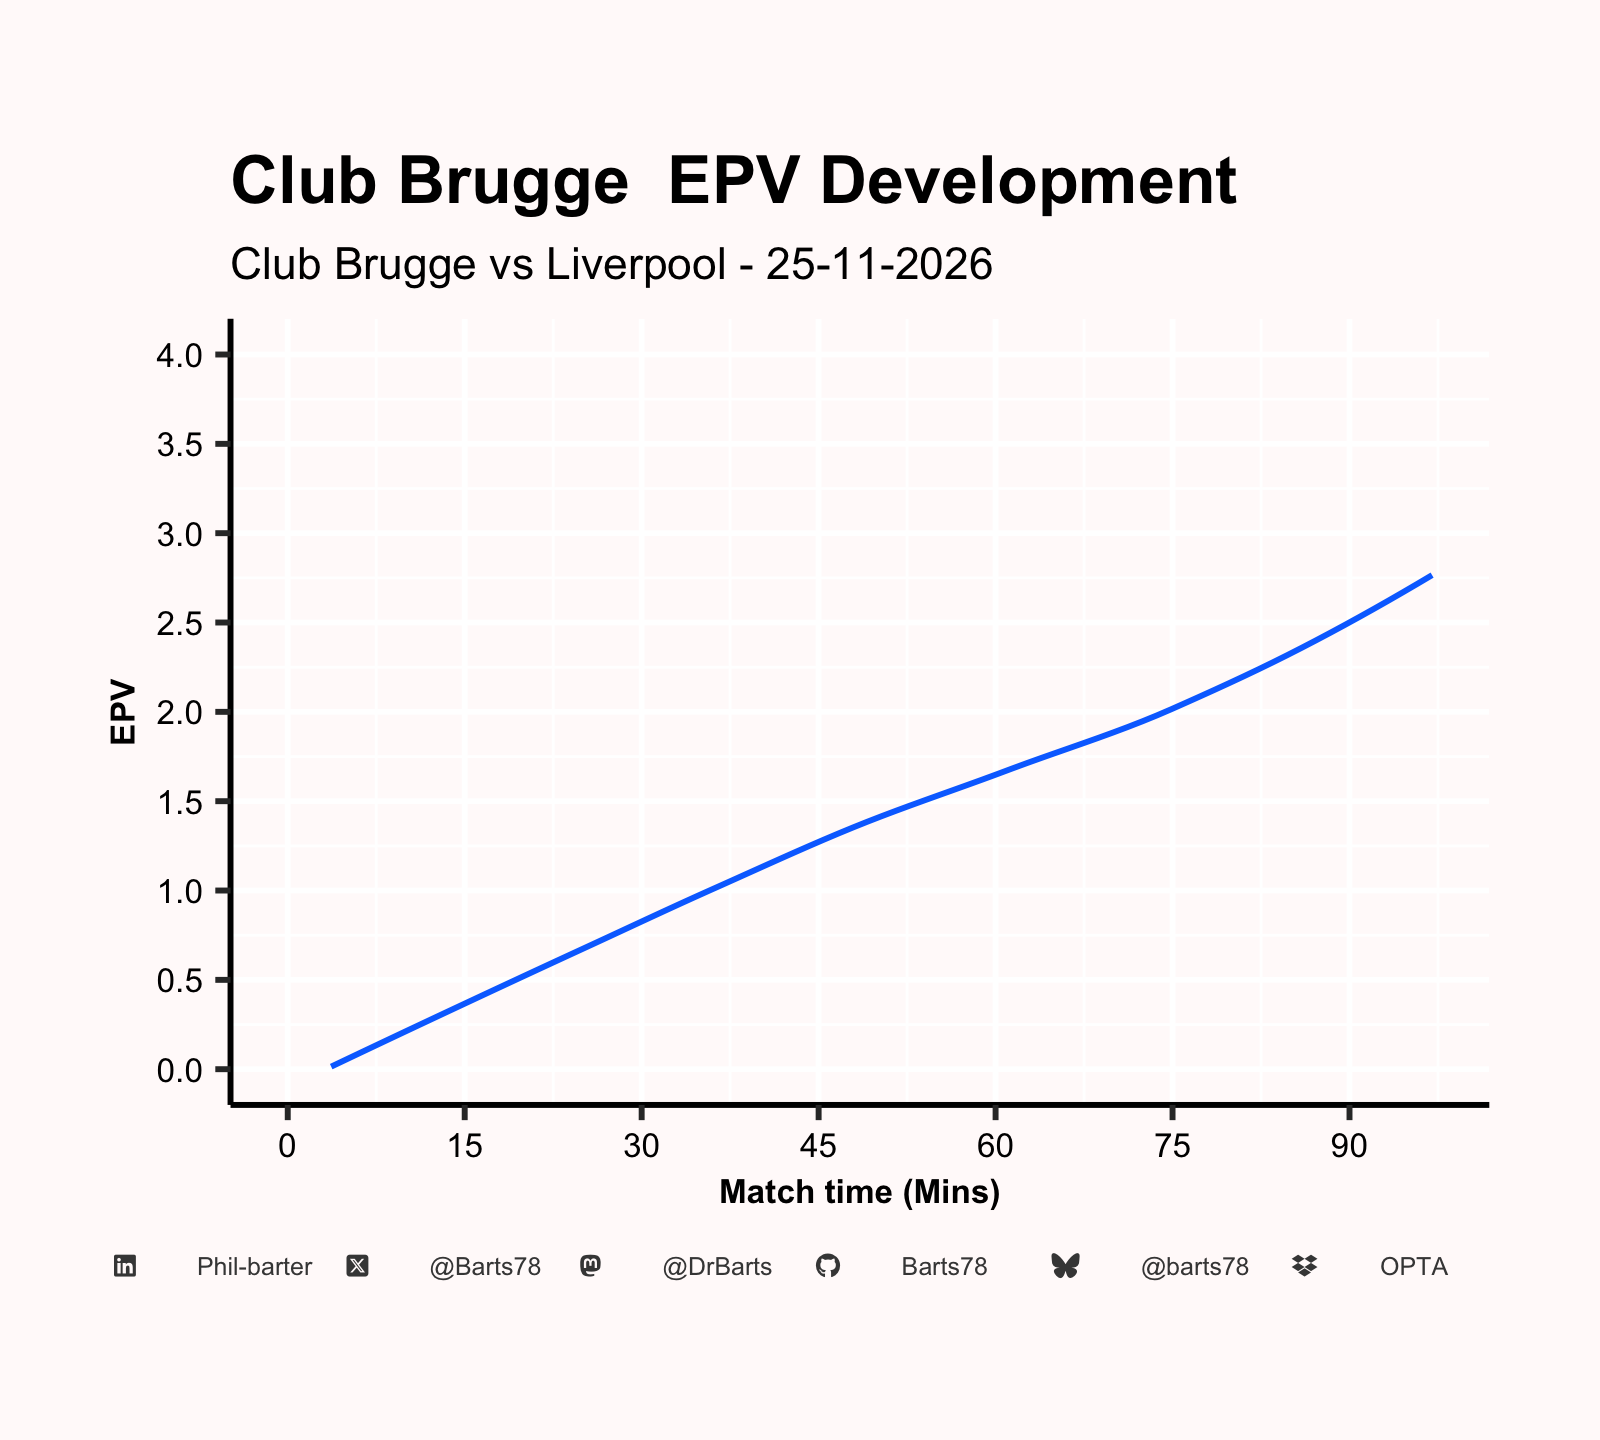 Club Brugge  EPV Development
Club Brugge vs Liverpool - 25-11-2026
4.0
3.5
3.0
2.5
2.0
1.5
1.0
0.5
0.0
EPV
0 15 30 45 60 75 90
Match time (Mins)
Phil-barter @Barts78 @DrBarts Barts78 @barts78 OPTA